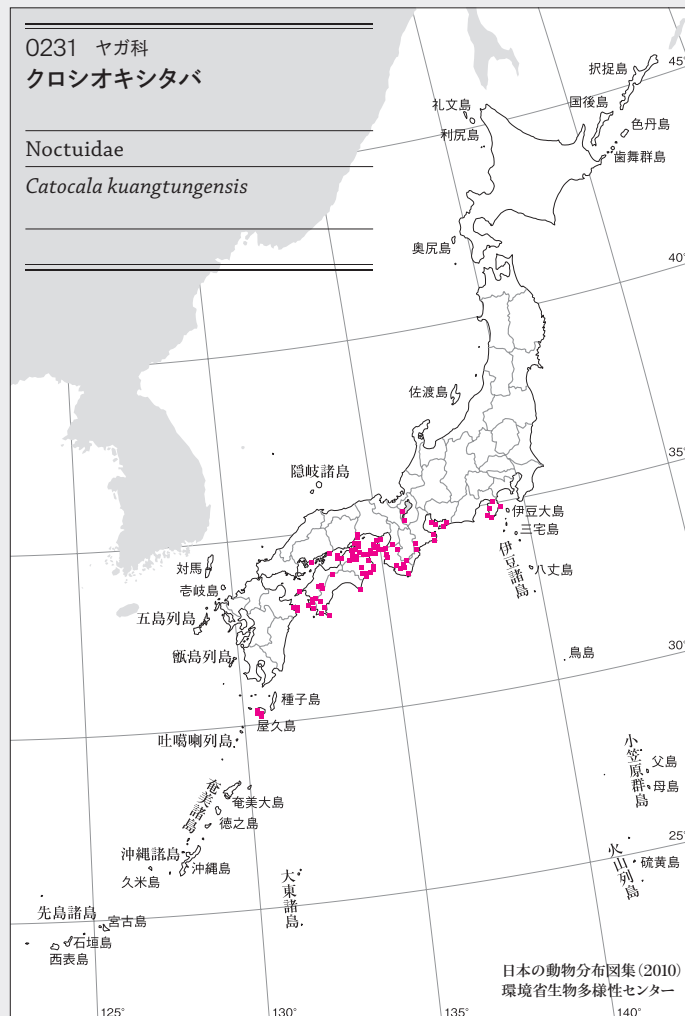 0231 ヤガ科
クロシオキシタバ
Noctuidae
Catocala kuangtungensis
45°
択捉島
国後島
礼文島
色丹島
利尻島
歯舞群島
奥尻島
40°
佐渡島
35°
隠岐諸島
伊豆大島
三宅島
伊豆諸島
八丈島
対馬
壱岐島
五島列島
甑島列島
鳥島
30°
種子島
屋久島
吐噶喇列島
小笠原群島
父島
母島
奄美諸島
奄美大島
徳之島
25°
沖縄諸島
沖縄島
久米島
火山列島
硫黄島
大東諸島
先島諸島
宮古島
石垣島
西表島
日本の動物分布図集(2010)
環境省生物多様性センター
125°
130°
135°
140°